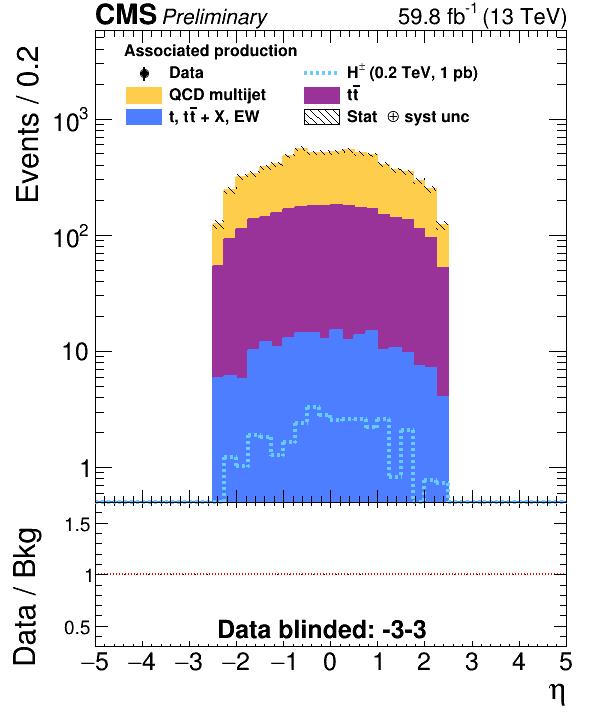 CMS Preliminary 59.8 fb⁻¹ (13 TeV)
Associated production
Data H± (0.2 TeV, 1 pb)
QCD multijet tt̄
t, tt̄ + X, EW Stat ⊕ syst unc
Events / 0.2
10³
10²
10
1
Data / Bkg
1.5
1
0.5
Data blinded: -3-3
−5 −4 −3 −2 −1 0 1 2 3 4 5
η